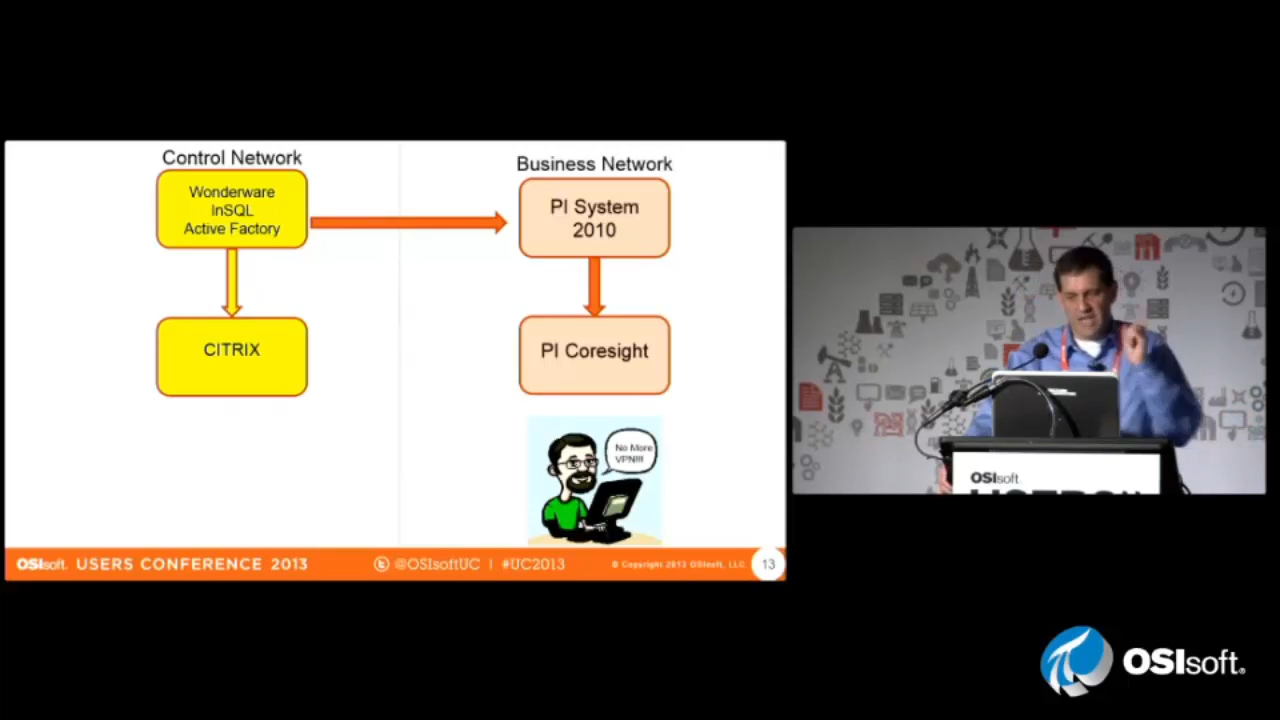 Control Network
Business Network
Wonderware
InSQL
Active Factory
PI System
2010
CITRIX
PI Coresight
No More
VPN!!!
OSIsoft. USERS CONFERENCE 2013
@OSIsoftUC | #UC2013
© Copyright 2013 OSIsoft, LLC.
13
OSIsoft.
OSIsoft.